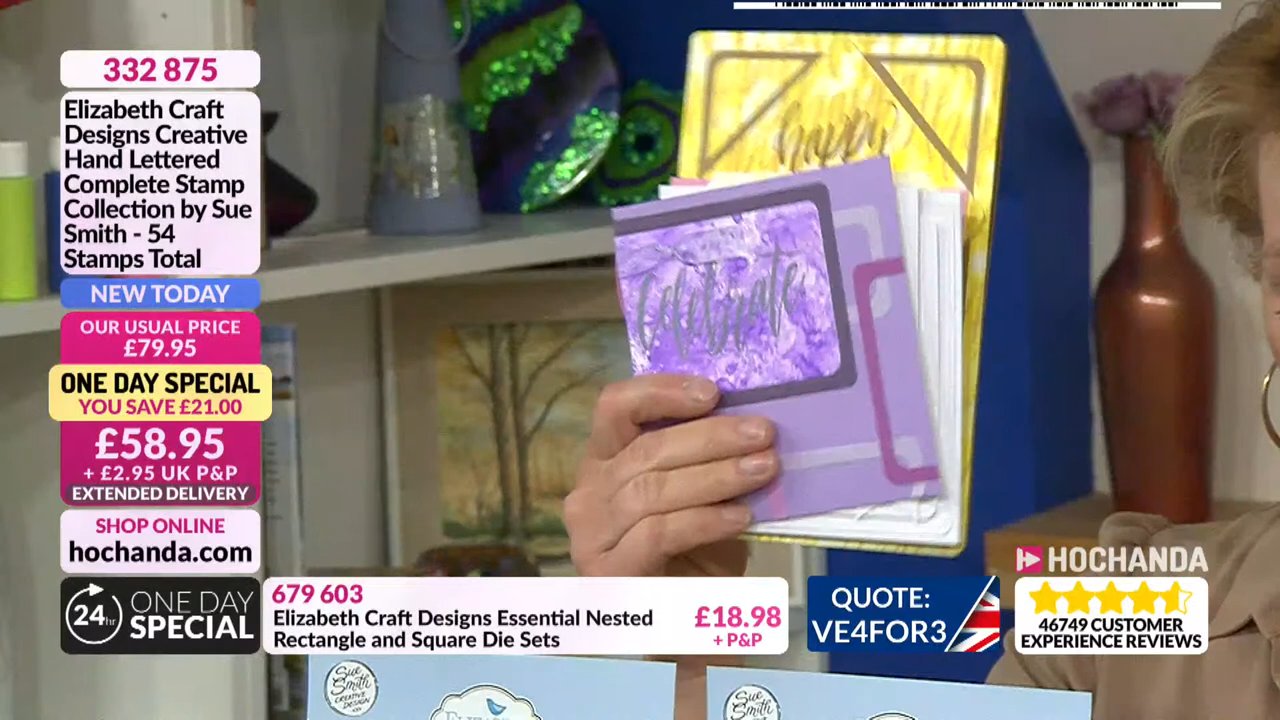 332 875
Elizabeth Craft
Designs Creative
Hand Lettered
Complete Stamp
Collection by Sue
Smith - 54
Stamps Total
NEW TODAY
OUR USUAL PRICE
£79.95
ONE DAY SPECIAL
YOU SAVE £21.00
£58.95
+ £2.95 UK P&P
EXTENDED DELIVERY
SHOP ONLINE
hochanda.com
24hr
ONE DAY
SPECIAL
679 603
Elizabeth Craft Designs Essential Nested
Rectangle and Square Die Sets
£18.98
+ P&P
QUOTE:
VE4FOR3
HOCHANDA
46749 CUSTOMER
EXPERIENCE REVIEWS
happy
Celebrate
Sue
Smith
CREATIVE
DESIGN
Sue
Smith